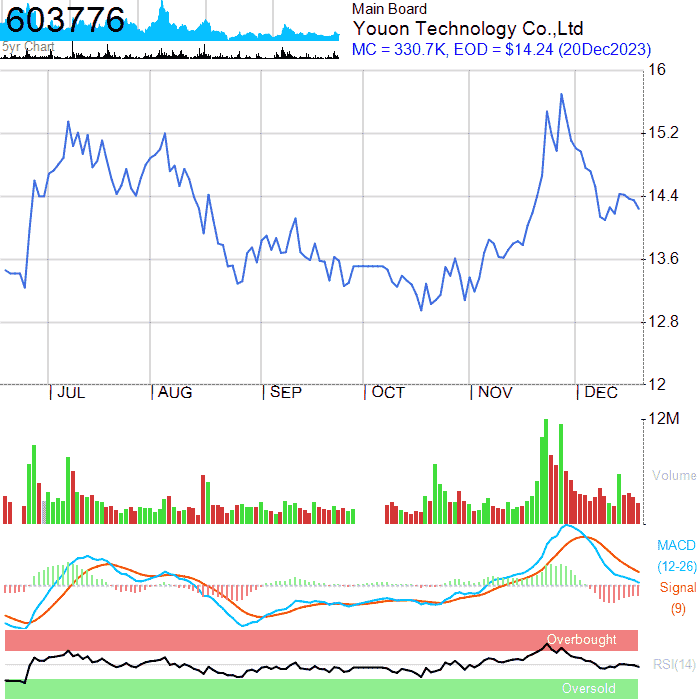 603776
5yr Chart
Main Board
Youon Technology Co.,Ltd
MC = 330.7K, EOD = $14.24 (20Dec2023)
16
15.2
14.4
13.6
12.8
12
JUL
AUG
SEP
OCT
NOV
DEC
12M
Volume
MACD
(12-26)
Signal
(9)
Overbought
RSI(14)
Oversold